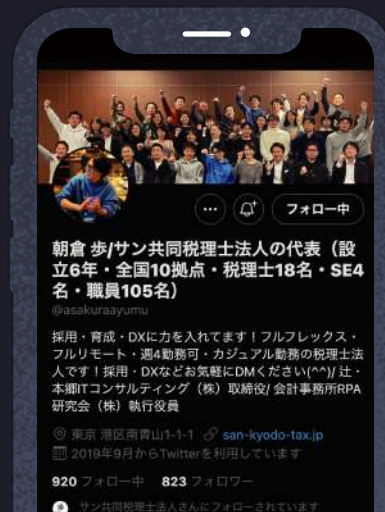 フォロー中
朝倉 歩/サン共同税理士法人の代表（設
立6年・全国10拠点・税理士18名・SE4
名・職員105名）
@asakuraayumu
採用・育成・DXに力を入れてます！フルフレックス・
フルリモート・週4勤務可・カジュアル勤務の税理士法
人です！採用・DXなどお気軽にDMください(^^)/ 辻・
本郷ITコンサルティング（株）取締役/ 会計事務所RPA
研究会（株）執行役員
東京 港区南青山1-1-1 san-kyodo-tax.jp
2019年9月からTwitterを利用しています
920 フォロー中 823 フォロワー
サン共同税理士法人さんにフォローされています